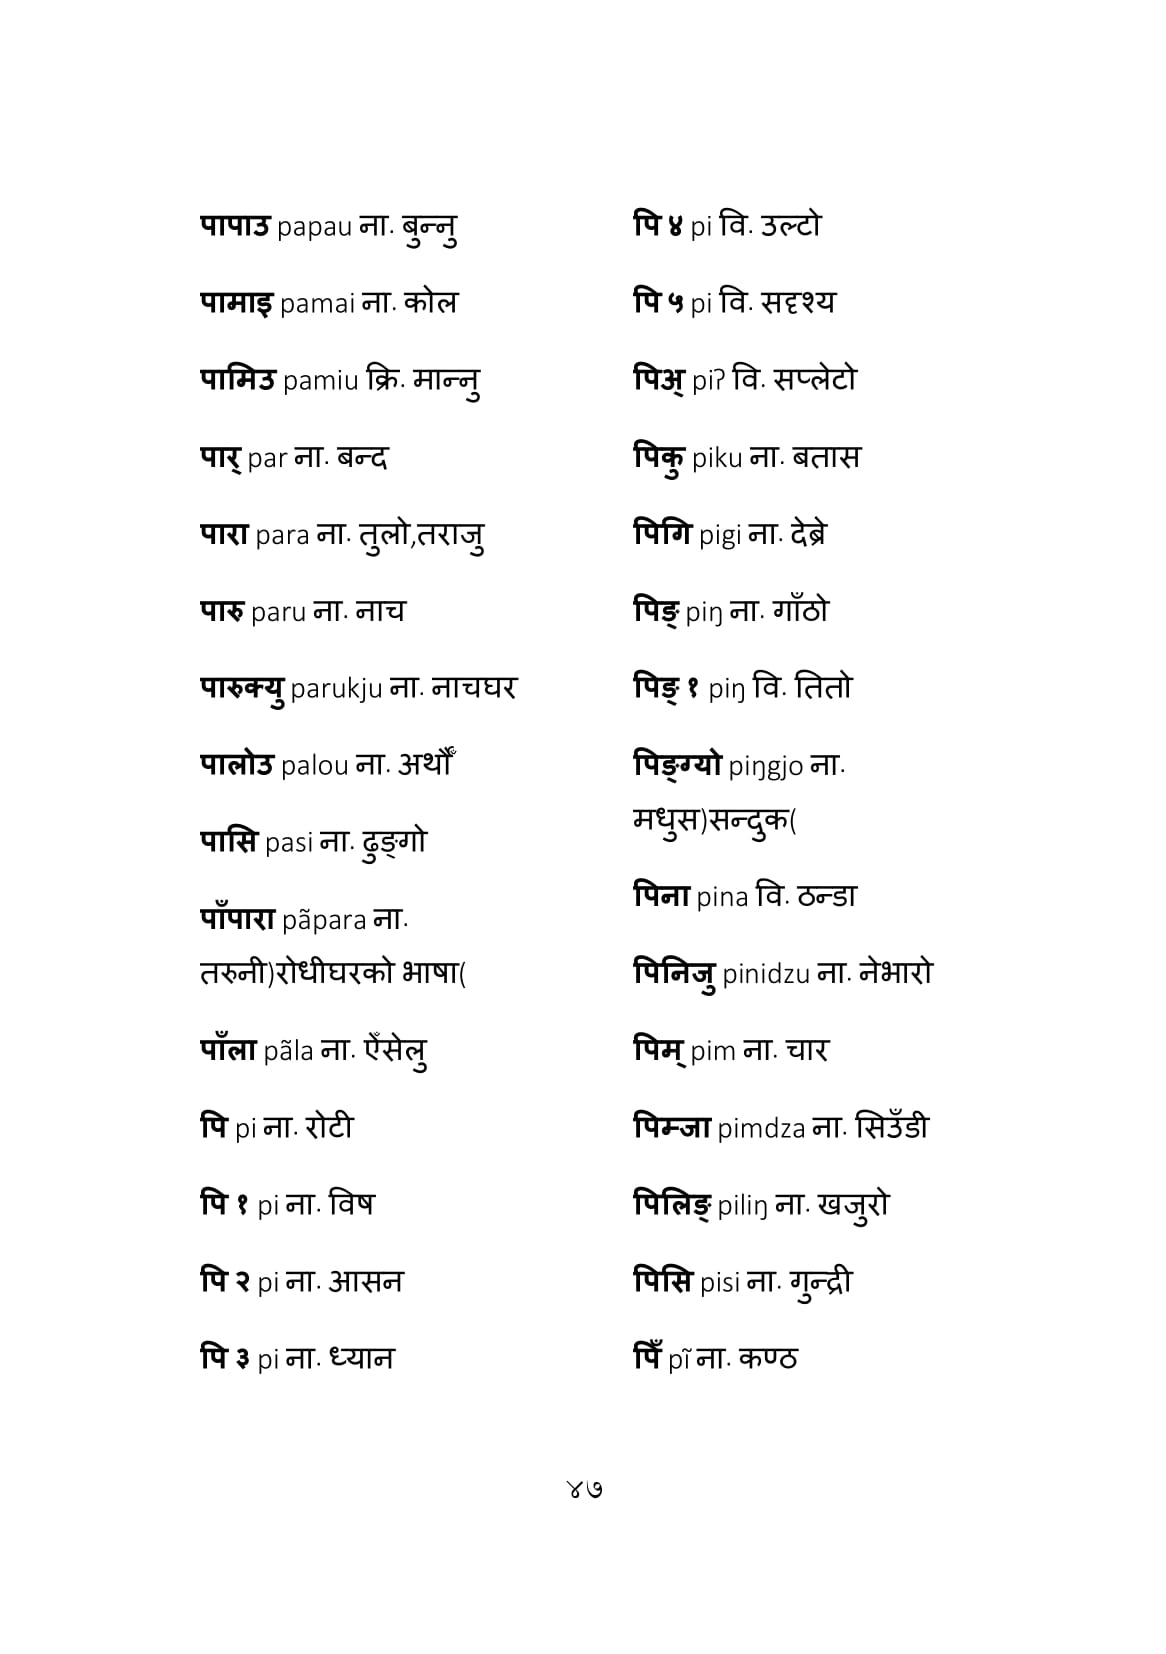 पापाउ papau ना. बुन्नु
पामाइ pamai ना. कोल
पामिउ pamiu क्रि. मान्नु
पार् par ना. बन्द
पारा para ना. तुलो,तराजु
पारु paru ना. नाच
पारुक्यु parukju ना. नाचघर
पालोउ palou ना. अर्थौँ
पासि pasi ना. ढुङ्गो
पाँपारा pãpara ना.
तरुनी)रोधीघरको भाषा(
पाँला pãla ना. ऐँसेलु
पि pi ना. रोटी
पि १ pi ना. विष
पि २ pi ना. आसन
पि ३ pi ना. ध्यान
पि ४ pi वि. उल्टो
पि ५ pi वि. सदृश्य
पिअ् piʔ वि. सप्लेटो
पिकु piku ना. बतास
पिगि pigi ना. देब्रे
पिङ् piŋ ना. गाँठो
पिङ् १ piŋ वि. तितो
पिङ्ग्यो piŋgjo ना.
मधुस)सन्दुक(
पिना pina वि. ठन्डा
पिनिजु pinidzu ना. नेभारो
पिम् pim ना. चार
पिम्जा pimdza ना. सिउँडी
पिलिङ् piliŋ ना. खजुरो
पिसि pisi ना. गुन्द्री
पिँ pĩ ना. कण्ठ
४७